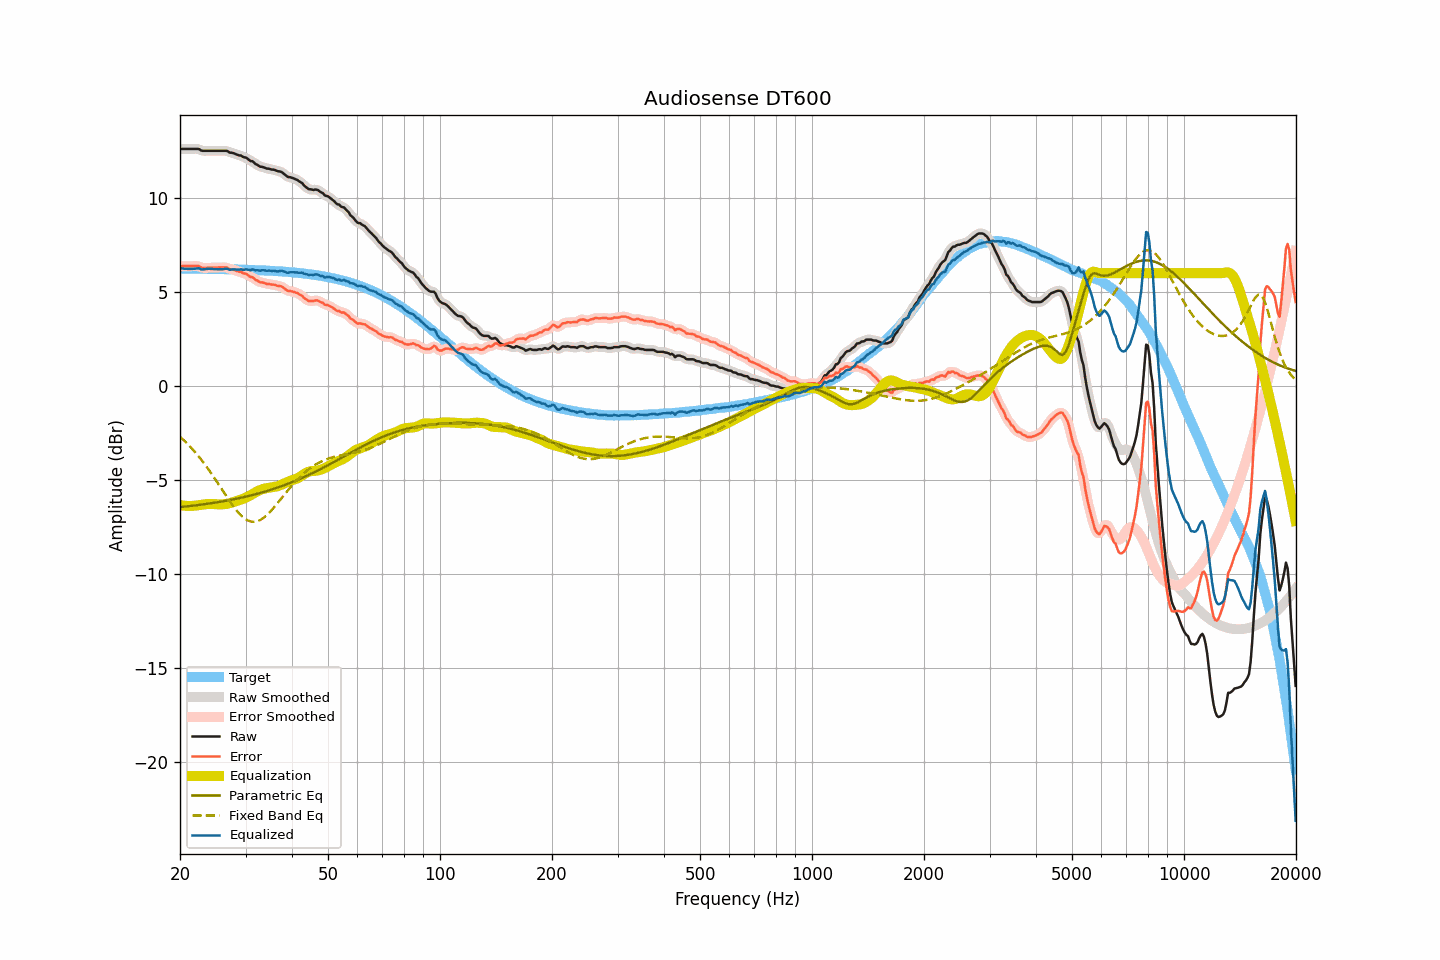 Audiosense DT600
Amplitude (dBr)
10
5
0
−5
−10
−15
−20
Target
Raw Smoothed
Error Smoothed
Raw
Error
Equalization
Parametric Eq
Fixed Band Eq
Equalized
20 50 100 200 500 1000 2000 5000 10000 20000
Frequency (Hz)